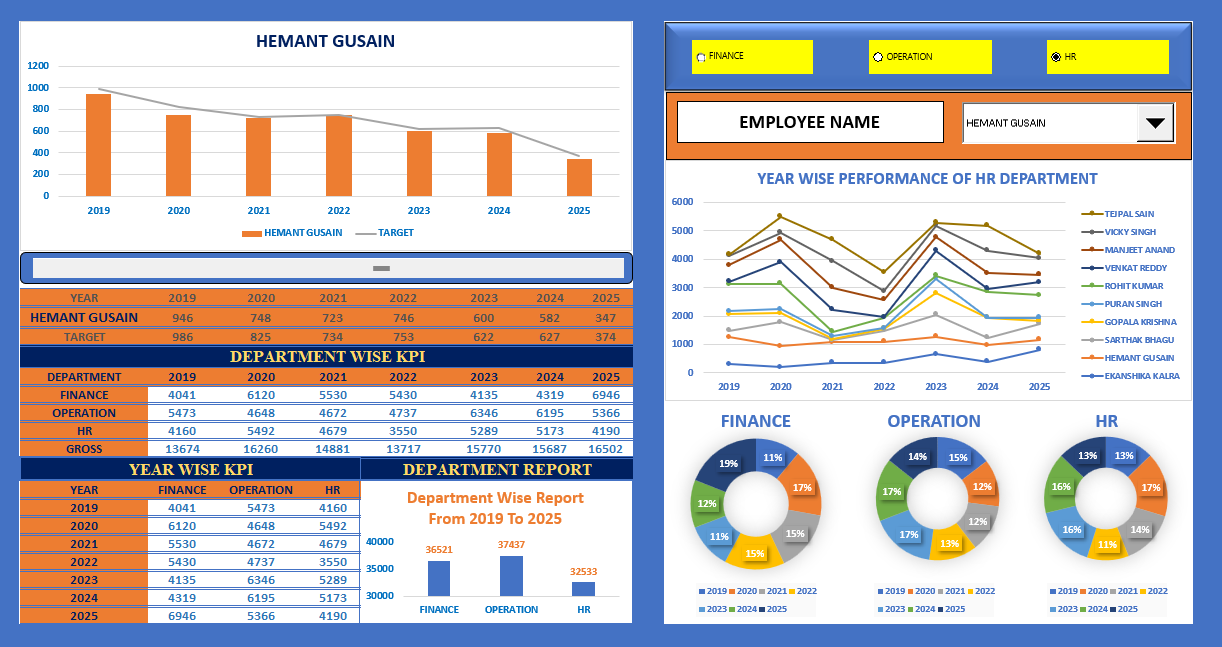 HEMANT GUSAIN
1200
1000
800
600
400
200
0
2019 2020 2021 2022 2023 2024 2025
HEMANT GUSAIN TARGET
YEAR 2019 2020 2021 2022 2023 2024 2025
HEMANT GUSAIN 946 748 723 746 600 582 347
TARGET 986 825 734 753 622 627 374
DEPARTMENT WISE KPI
DEPARTMENT 2019 2020 2021 2022 2023 2024 2025
FINANCE 4041 6120 5530 5430 4135 4319 6946
OPERATION 5473 4648 4672 4737 6346 6195 5366
HR 4160 5492 4679 3550 5289 5173 4190
GROSS 13674 16260 14881 13717 15770 15687 16502
YEAR WISE KPI
YEAR FINANCE OPERATION HR
2019 4041 5473 4160
2020 6120 4648 5492
2021 5530 4672 4679
2022 5430 4737 3550
2023 4135 6346 5289
2024 4319 6195 5173
2025 6946 5366 4190
DEPARTMENT REPORT
Department Wise Report
From 2019 To 2025
40000
35000
30000
36521 37437 32533
FINANCE OPERATION HR
FINANCE OPERATION HR
EMPLOYEE NAME HEMANT GUSAIN
YEAR WISE PERFORMANCE OF HR DEPARTMENT
6000
5000
4000
3000
2000
1000
0
2019 2020 2021 2022 2023 2024 2025
TEJPAL SAIN
VICKY SINGH
MANJEET ANAND
VENKAT REDDY
ROHIT KUMAR
PURAN SINGH
GOPALA KRISHNA
SARTHAK BHAGU
HEMANT GUSAIN
EKANSHIKA KALRA
FINANCE
11%
17%
15%
15%
11%
12%
19%
2019 2020 2021 2022
2023 2024 2025
OPERATION
15%
12%
12%
13%
17%
17%
14%
2019 2020 2021 2022
2023 2024 2025
HR
13%
17%
14%
11%
16%
16%
13%
2019 2020 2021 2022
2023 2024 2025